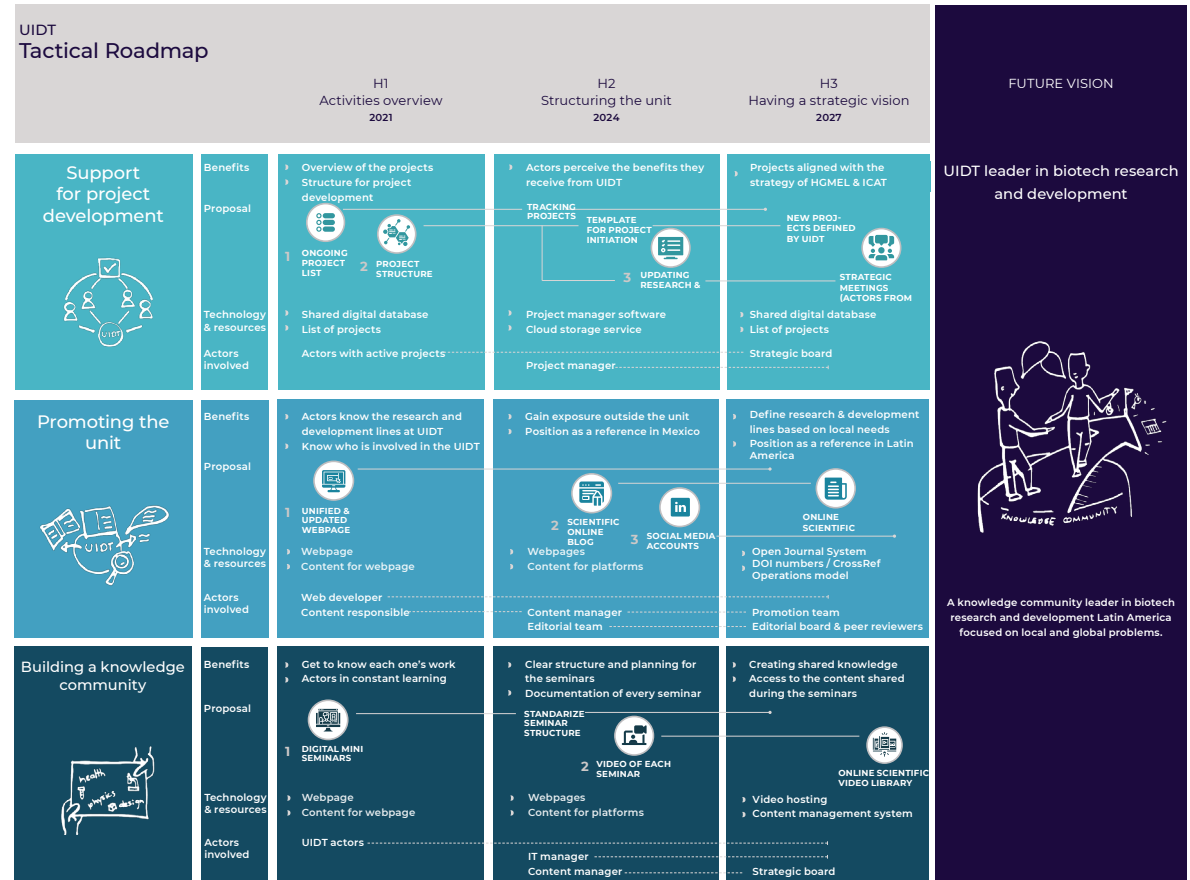 UIDT
Tactical Roadmap
H1
Activities overview
2021
H2
Structuring the unit
2024
H3
Having a strategic vision
2027
FUTURE VISION
Support
for project
development
UIDT
Benefits
Overview of the projects
Structure for project
development
Actors perceive the benefits they
receive from UIDT
Projects aligned with the
strategy of HGMEL & ICAT
Proposal
1
ONGOING
PROJECT
LIST
2
PROJECT
STRUCTURE
TRACKING
PROJECTS
TEMPLATE
FOR PROJECT
INITIATION
3
UPDATING
RESEARCH &
NEW PROJ-
ECTS DEFINED
BY UIDT
STRATEGIC
MEETINGS
(ACTORS FROM
Technology
& resources
Shared digital database
List of projects
Project manager software
Cloud storage service
Shared digital database
List of projects
Actors
involved
Actors with active projects
Project manager
Strategic board
Promoting the
unit
UIDT
Benefits
Actors know the research and
development lines at UIDT
Know who is involved in the UIDT
Gain exposure outside the unit
Position as a reference in Mexico
Define research & development
lines based on local needs
Position as a reference in Latin
America
Proposal
1
UNIFIED &
UPDATED
WEBPAGE
2
SCIENTIFIC
ONLINE
BLOG
in
3
SOCIAL MEDIA
ACCOUNTS
ONLINE
SCIENTIFIC
Technology
& resources
Webpage
Content for webpage
Webpages
Content for platforms
Open Journal System
DOI numbers / CrossRef
Operations model
Actors
involved
Web developer
Content responsible
Content manager
Editorial team
Promotion team
Editorial board & peer reviewers
Building a knowledge
community
health
physics
design
Benefits
Get to know each one's work
Actors in constant learning
Clear structure and planning for
the seminars
Documentation of every seminar
Creating shared knowledge
Access to the content shared
during the seminars
Proposal
1
DIGITAL MINI
SEMINARS
STANDARIZE
SEMINAR
STRUCTURE
2
VIDEO OF EACH
SEMINAR
ONLINE SCIENTIFIC
VIDEO LIBRARY
Technology
& resources
Webpage
Content for webpage
Webpages
Content for platforms
Video hosting
Content management system
Actors
involved
UIDT actors
IT manager
Content manager
Strategic board
UIDT leader in biotech research
and development
KNOWLEDGE COMMUNITY
A knowledge community leader in biotech
research and development Latin America
focused on local and global problems.